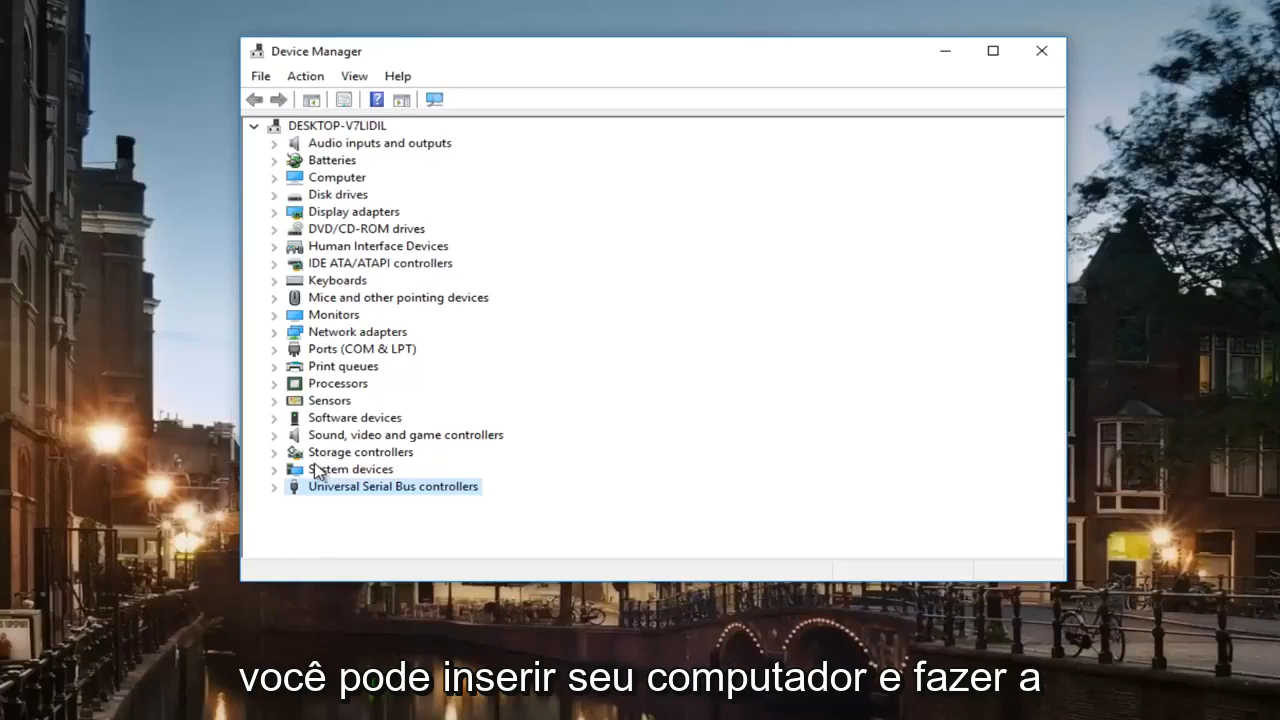 Device Manager
File Action View Help
DESKTOP-V7LIDIL
Audio inputs and outputs
Batteries
Computer
Disk drives
Display adapters
DVD/CD-ROM drives
Human Interface Devices
IDE ATA/ATAPI controllers
Keyboards
Mice and other pointing devices
Monitors
Network adapters
Ports (COM & LPT)
Print queues
Processors
Sensors
Software devices
Sound, video and game controllers
Storage controllers
System devices
Universal Serial Bus controllers
você pode inserir seu computador e fazer a